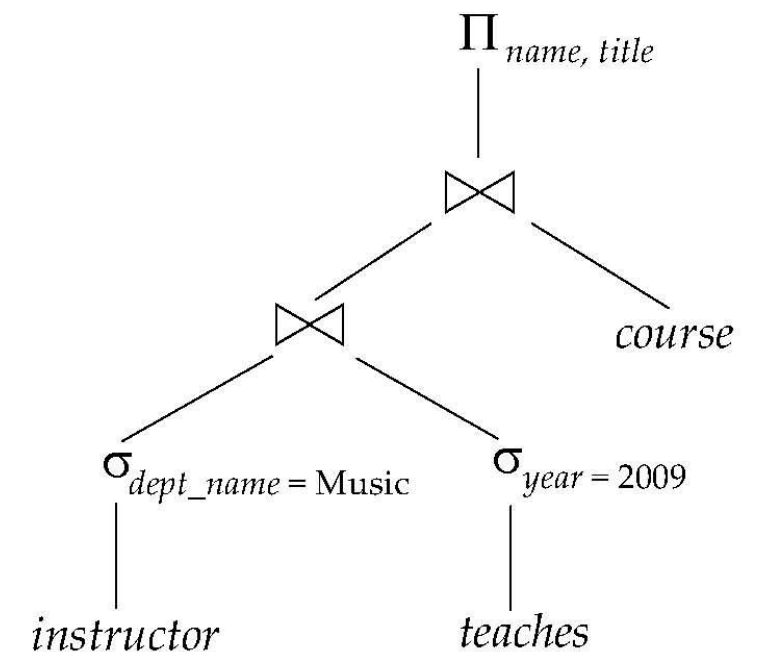 Π name, title
⋈
⋈ course
σ dept_name = Music σ year = 2009
instructor teaches